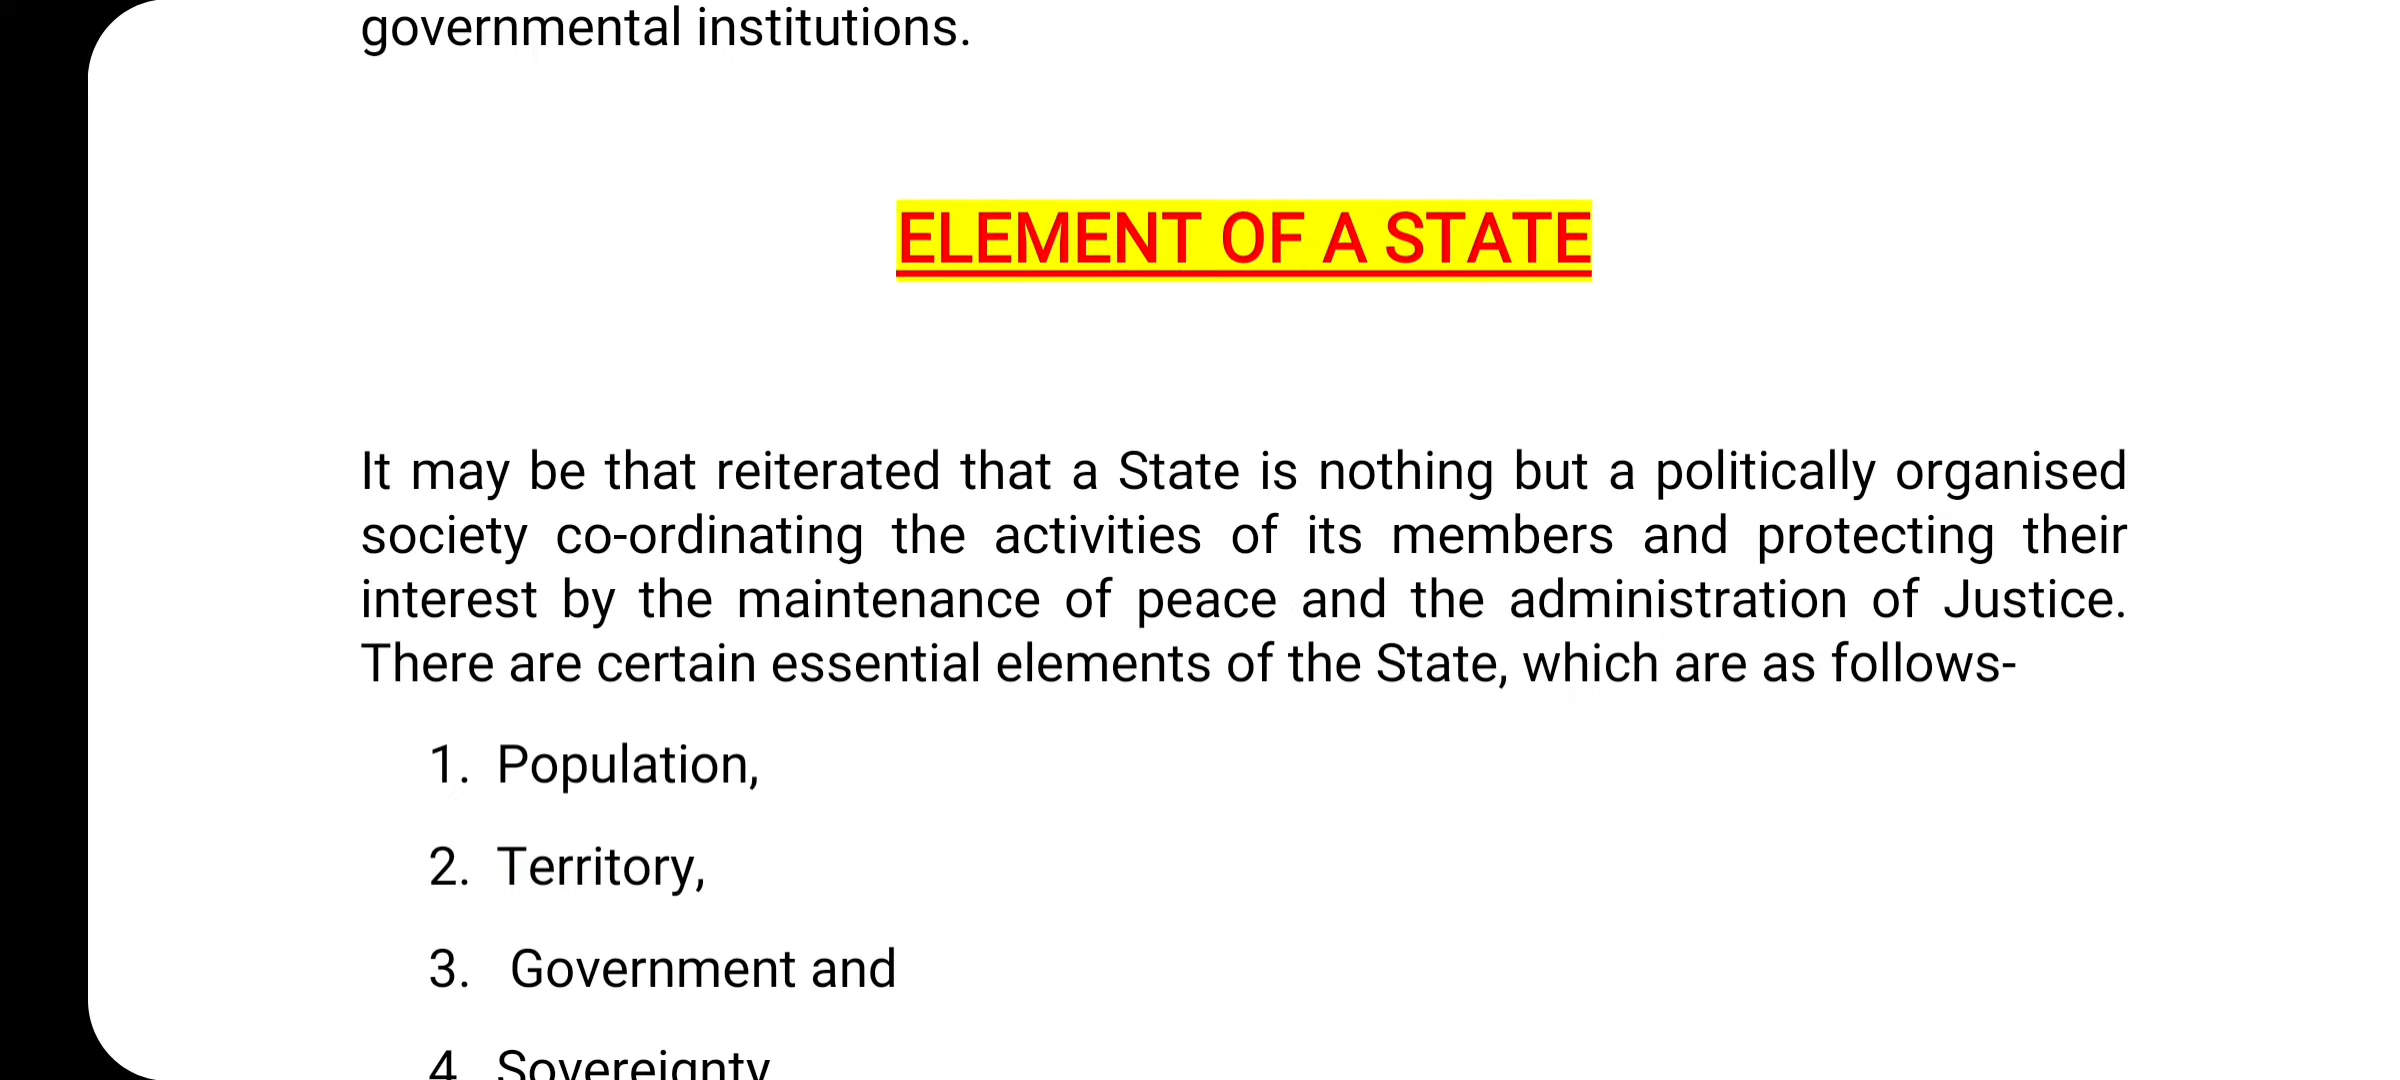 governmental institutions.
ELEMENT OF A STATE
It may be that reiterated that a State is nothing but a politically organised
society co-ordinating the activities of its members and protecting their
interest by the maintenance of peace and the administration of Justice.
There are certain essential elements of the State, which are as follows-
1. Population,
2. Territory,
3. Government and
4. Sovereignty